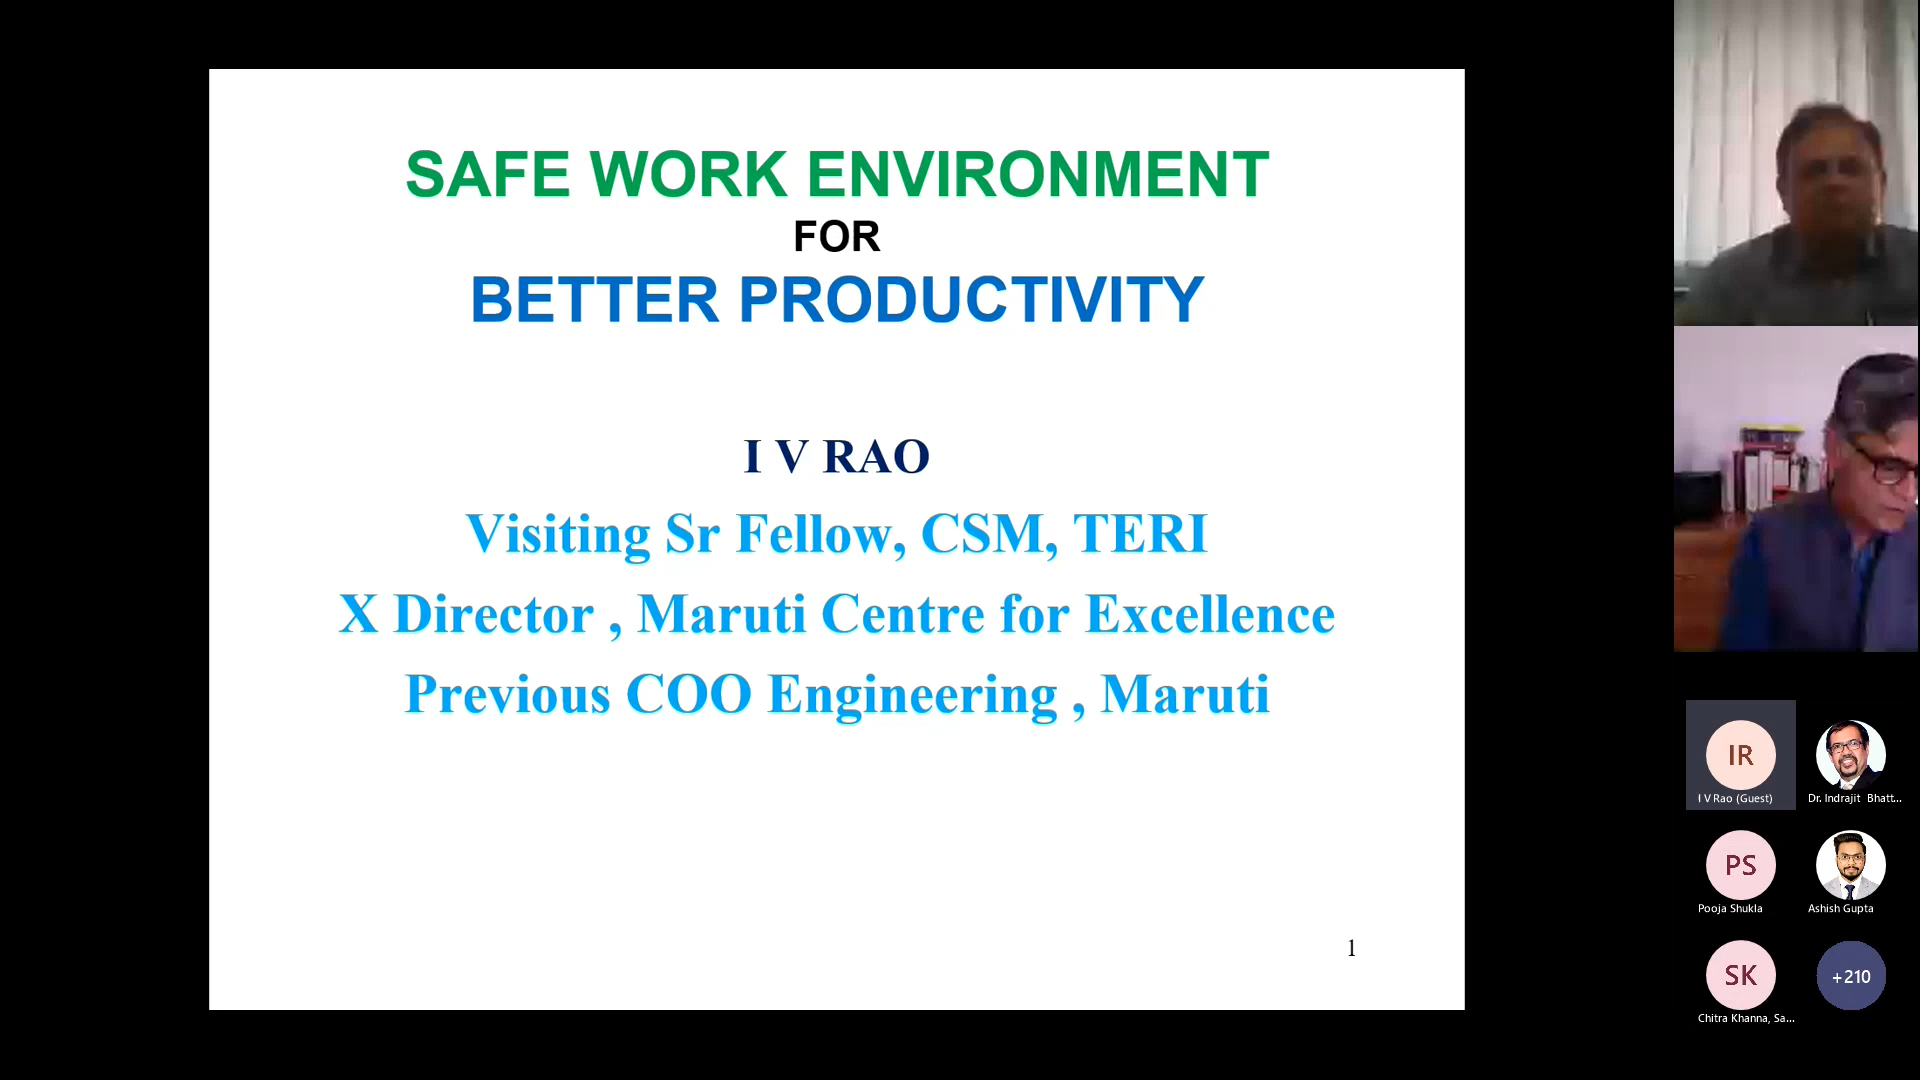 SAFE WORK ENVIRONMENT
FOR
BETTER PRODUCTIVITY
I V RAO
Visiting Sr Fellow, CSM, TERI
X Director , Maruti Centre for Excellence
Previous COO Engineering , Maruti
1
IR
I V Rao (Guest)
Dr. Indrajit Bhatt...
PS
Pooja Shukla
Ashish Gupta
SK
Chitra Khanna, Sa...
+210